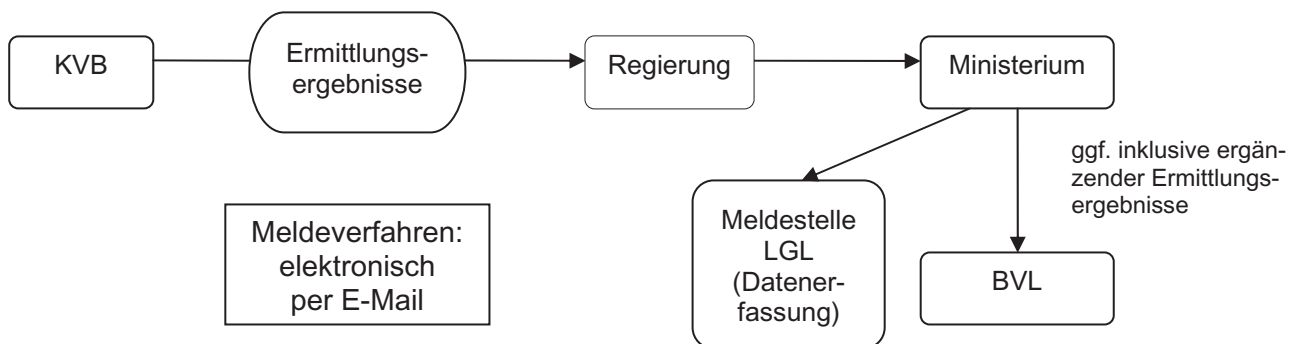 KVB
Ermittlungs-
ergebnisse
Regierung
Ministerium
ggf. inklusive ergän-
zender Ermittlungs-
ergebnisse
Meldeverfahren:
elektronisch
per E-Mail
Meldestelle
LGL
(Datener-
fassung)
BVL